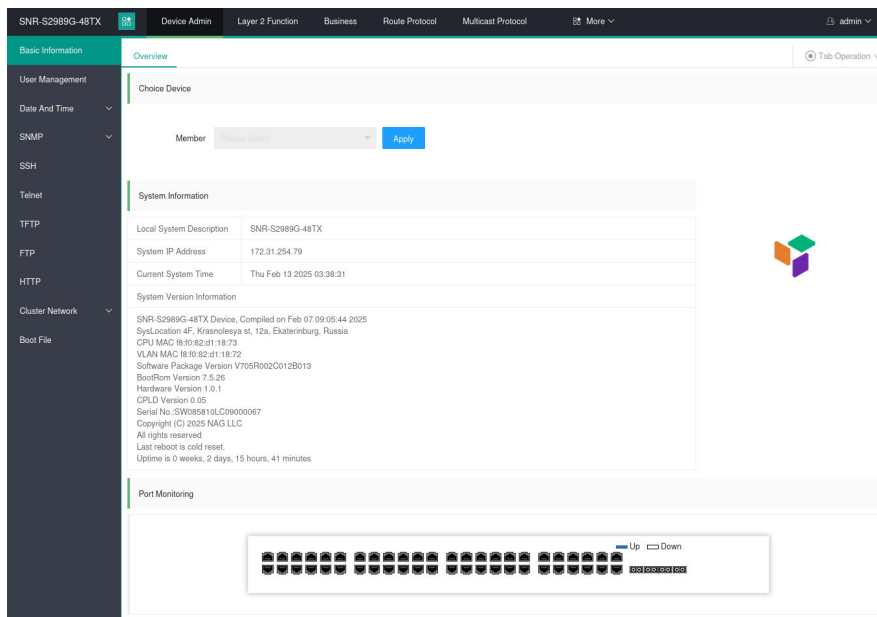 SNR-S2989G-48TX
Device Admin
Layer 2 Function
Business
Route Protocol
Multicast Protocol
More
admin
Basic Information
User Management
Date And Time
SNMP
SSH
Telnet
TFTP
FTP
HTTP
Cluster Network
Boot File
Overview
Tab Operation
Choice Device
Member
Please Select
Apply
System Information
Local System Description SNR-S2989G-48TX
System IP Address 172.31.254.79
Current System Time Thu Feb 13 2025 03:38:31
System Version Information
SNR-S2989G-48TX Device, Compiled on Feb 07 09:05:44 2025
SysLocation 4F, Krasnolesya st, 12a, Ekaterinburg, Russia
CPU MAC f8:f0:82:d1:18:73
VLAN MAC f8:f0:82:d1:18:72
Software Package Version V705R002C012B013
BootRom Version 7.5.26
Hardware Version 1.0.1
CPLD Version 0.05
Serial No.:SW085810LC09000067
Copyright (C) 2025 NAG LLC
All rights reserved
Last reboot is cold reset.
Uptime is 0 weeks, 2 days, 15 hours, 41 minutes
Port Monitoring
Up Down